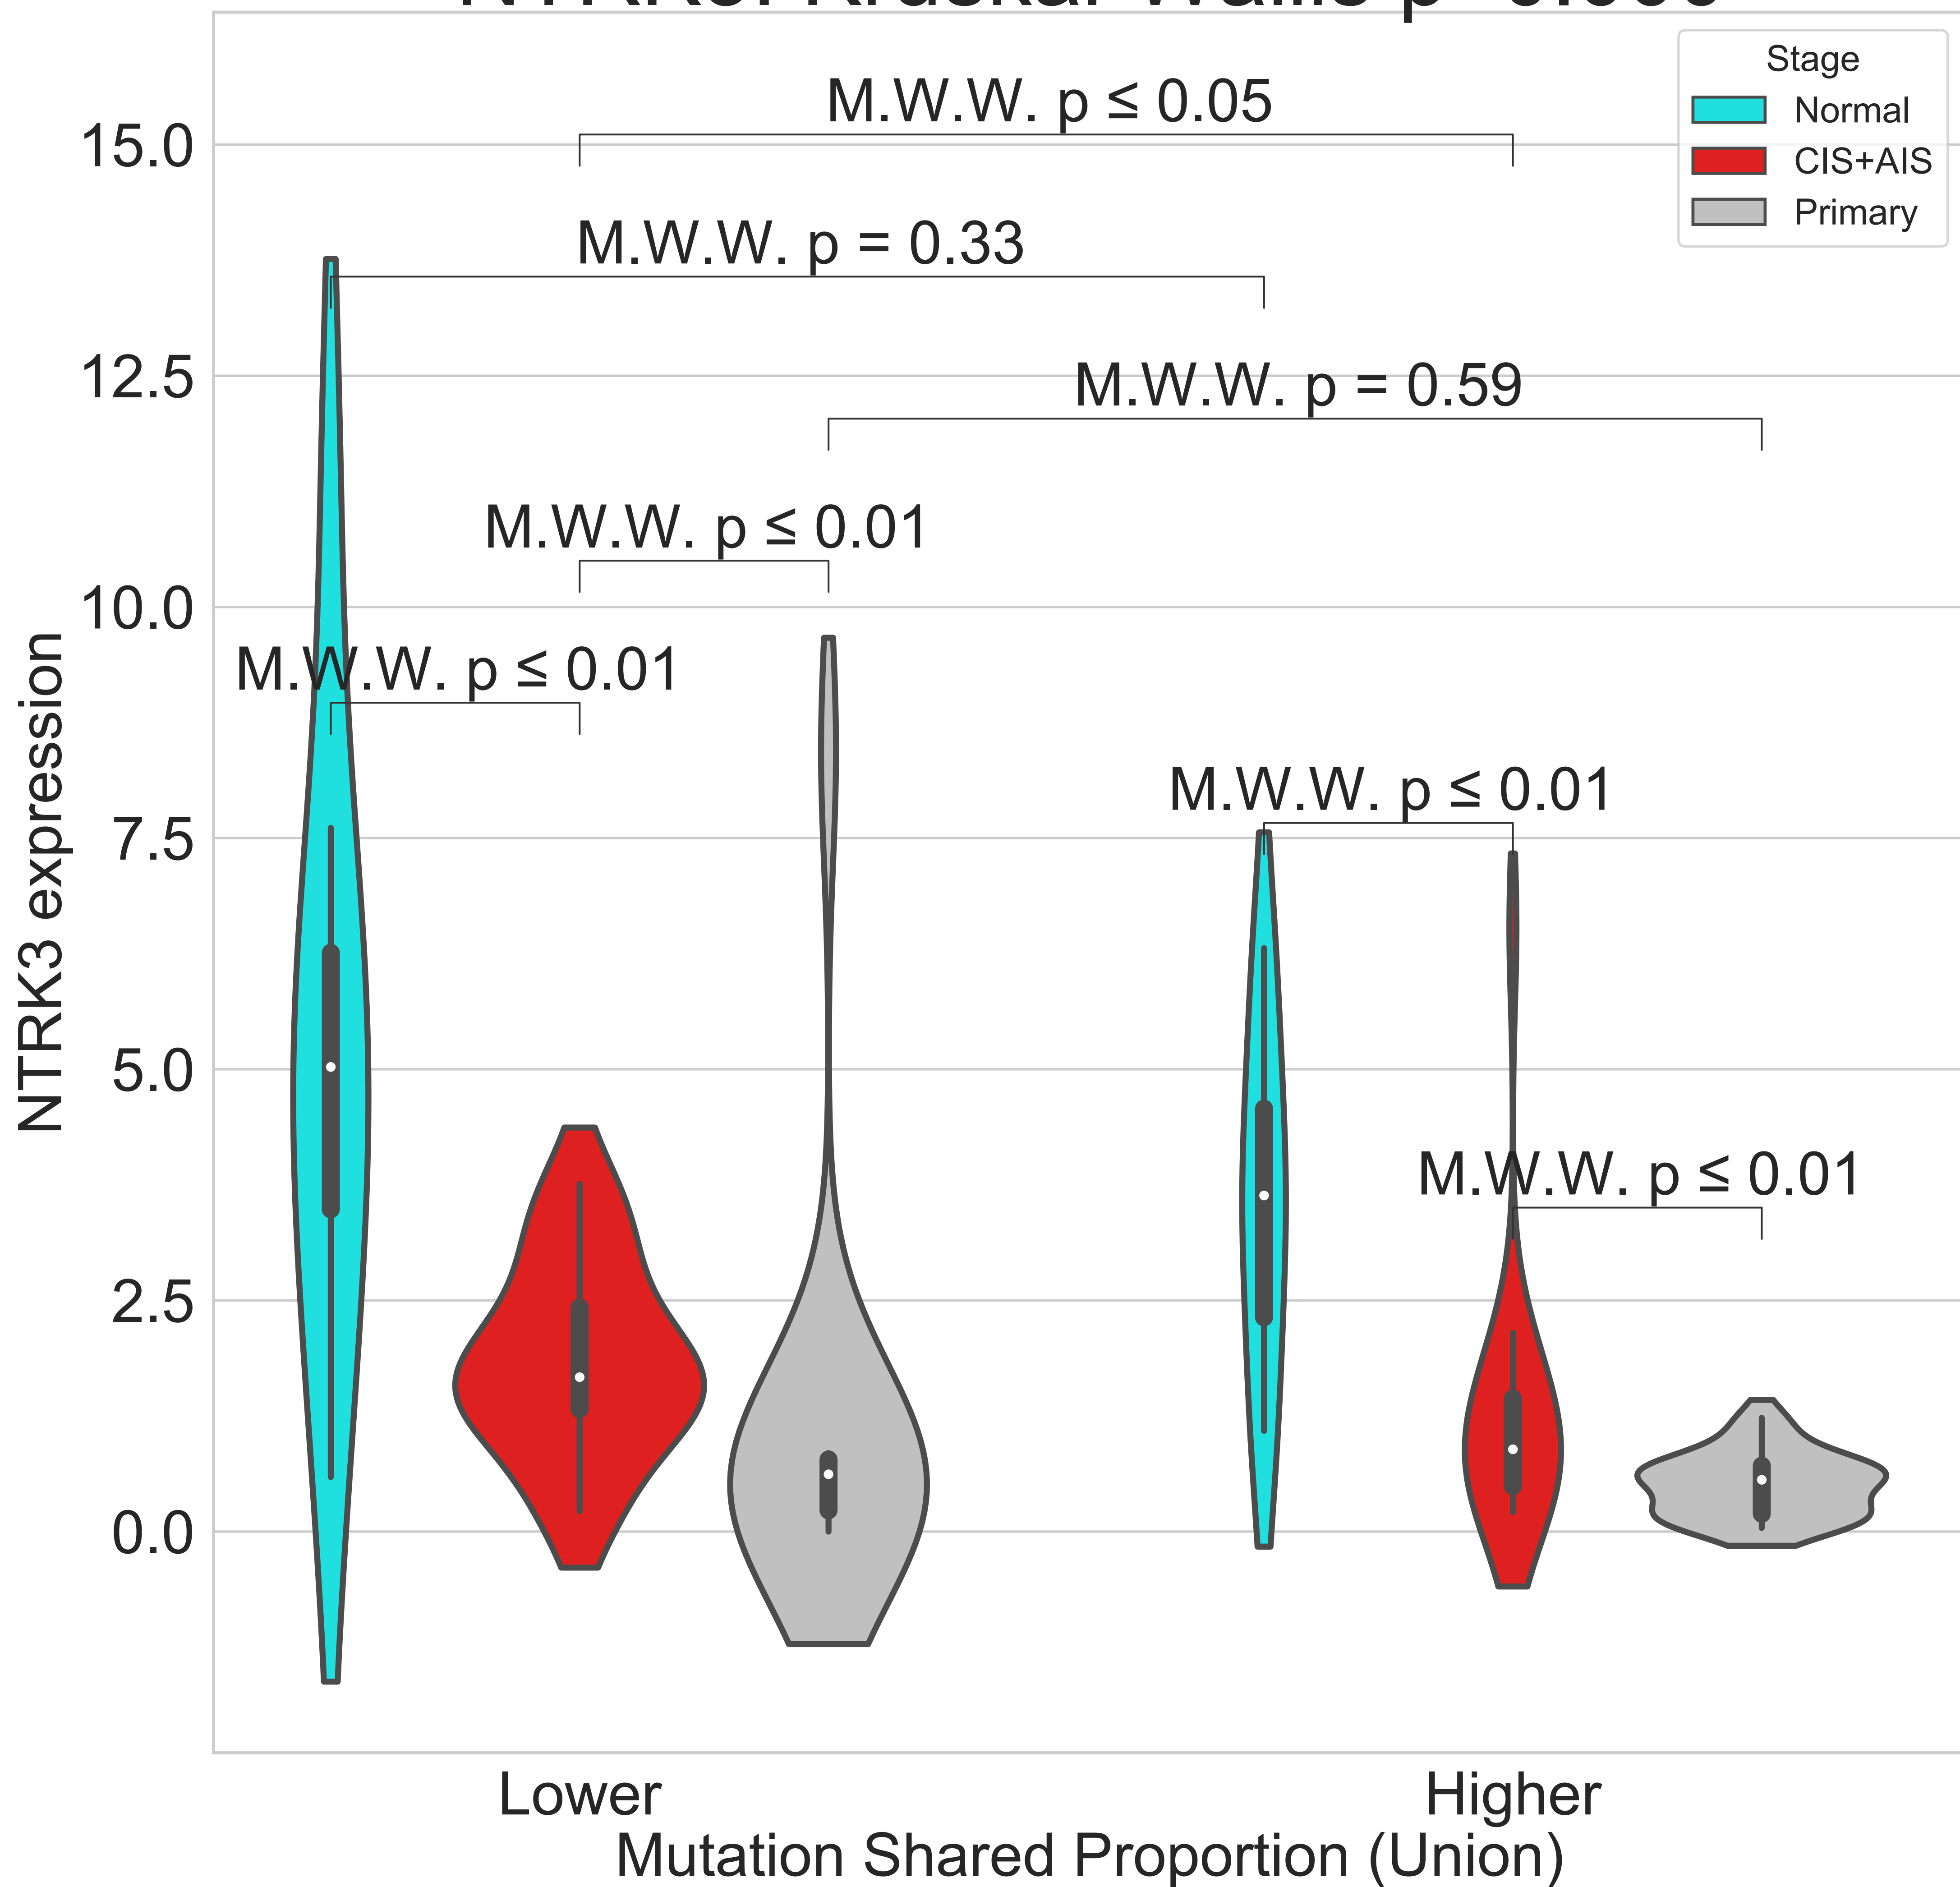 Stage
Normal
CIS+AIS
Primary
M.W.W. p ≤ 0.05
15.0
M.W.W. p = 0.33
12.5
M.W.W. p = 0.59
M.W.W. p ≤ 0.01
10.0
M.W.W. p ≤ 0.01
7.5
M.W.W. p ≤ 0.01
NTRK3 expression
5.0
M.W.W. p ≤ 0.01
2.5
0.0
Lower
Higher
Mutation Shared Proportion (Union)